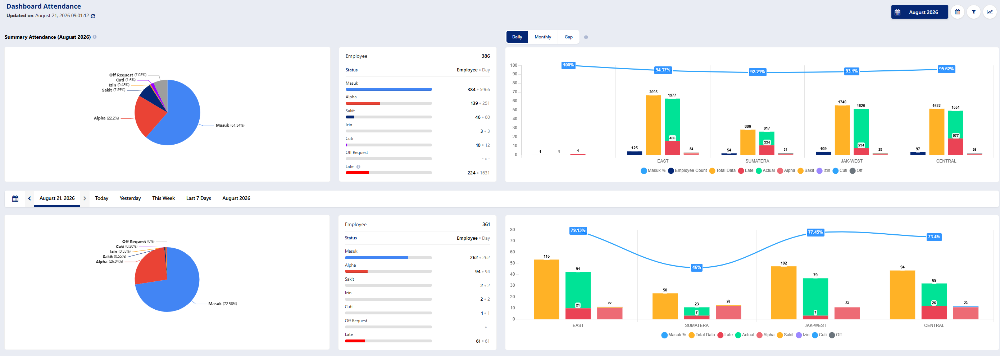 Dashboard Attendance
Updated on August 21, 2026 09:01:12
August 2026
Summary Attendance (August 2026)
Daily Monthly Gap
Off Request (7.03%)
Cuti (1.6%)
Izin (0.48%)
Sakit (7.35%)
Alpha (22.2%)
Masuk (61.34%)
Employee 386
Status Employee • Day
Masuk
384 • 5966
Alpha
139 • 251
Sakit
46 • 60
Izin
3 • 3
Cuti
10 • 12
Off Request
- • -
Late
224 • 1631
100
90
80
70
60
50
40
30
20
10
0
100% 94.37% 92.21% 93.1% 95.62%
1 1 1
125 2095 1977 486 54
54 886 817 334 31
109 1740 1620 234 28
97 1622 1551 577 26
EAST SUMATERA JAK-WEST CENTRAL
Masuk % Employee Count Total Data Late Actual Alpha Sakit Izin Cuti Off
August 21, 2026 Today Yesterday This Week Last 7 Days August 2026
Off Request (0%)
Cuti (0.28%)
Izin (0.55%)
Sakit (0.55%)
Alpha (26.04%)
Masuk (72.58%)
Employee 361
Status Employee • Day
Masuk
262 • 262
Alpha
94 • 94
Sakit
2 • 2
Izin
2 • 2
Cuti
1 • 1
Off Request
- • -
Late
61 • 61
80
70
60
50
40
30
20
10
0
79.13% 46% 77.45% 73.4%
115 91 21 22
50 23 7 26
102 79 7 23
94 69 26 23
EAST SUMATERA JAK-WEST CENTRAL
Masuk % Total Data Late Actual Alpha Sakit Izin Cuti Off